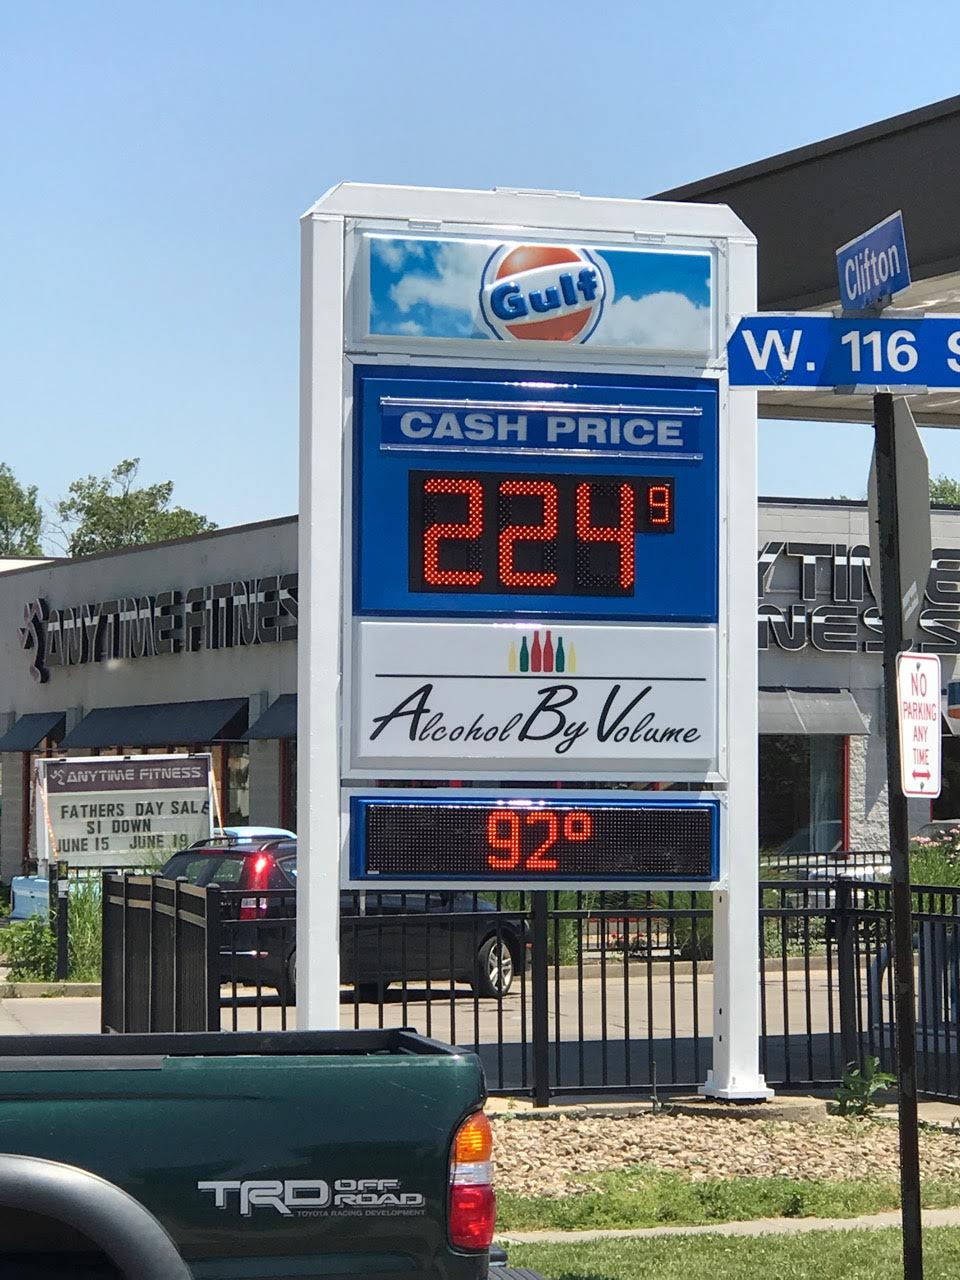 Gulf
CASH PRICE
224 9
Alcohol By Volume
92°
Clifton
W. 116
NO
PARKING
ANY
TIME
ANYTIME FITNESS
ANYTIME FITNESS
FATHERS DAY SALE
$1 DOWN
JUNE 15 JUNE 19
TRD OFF
ROAD
TOYOTA RACING DEVELOPMENT